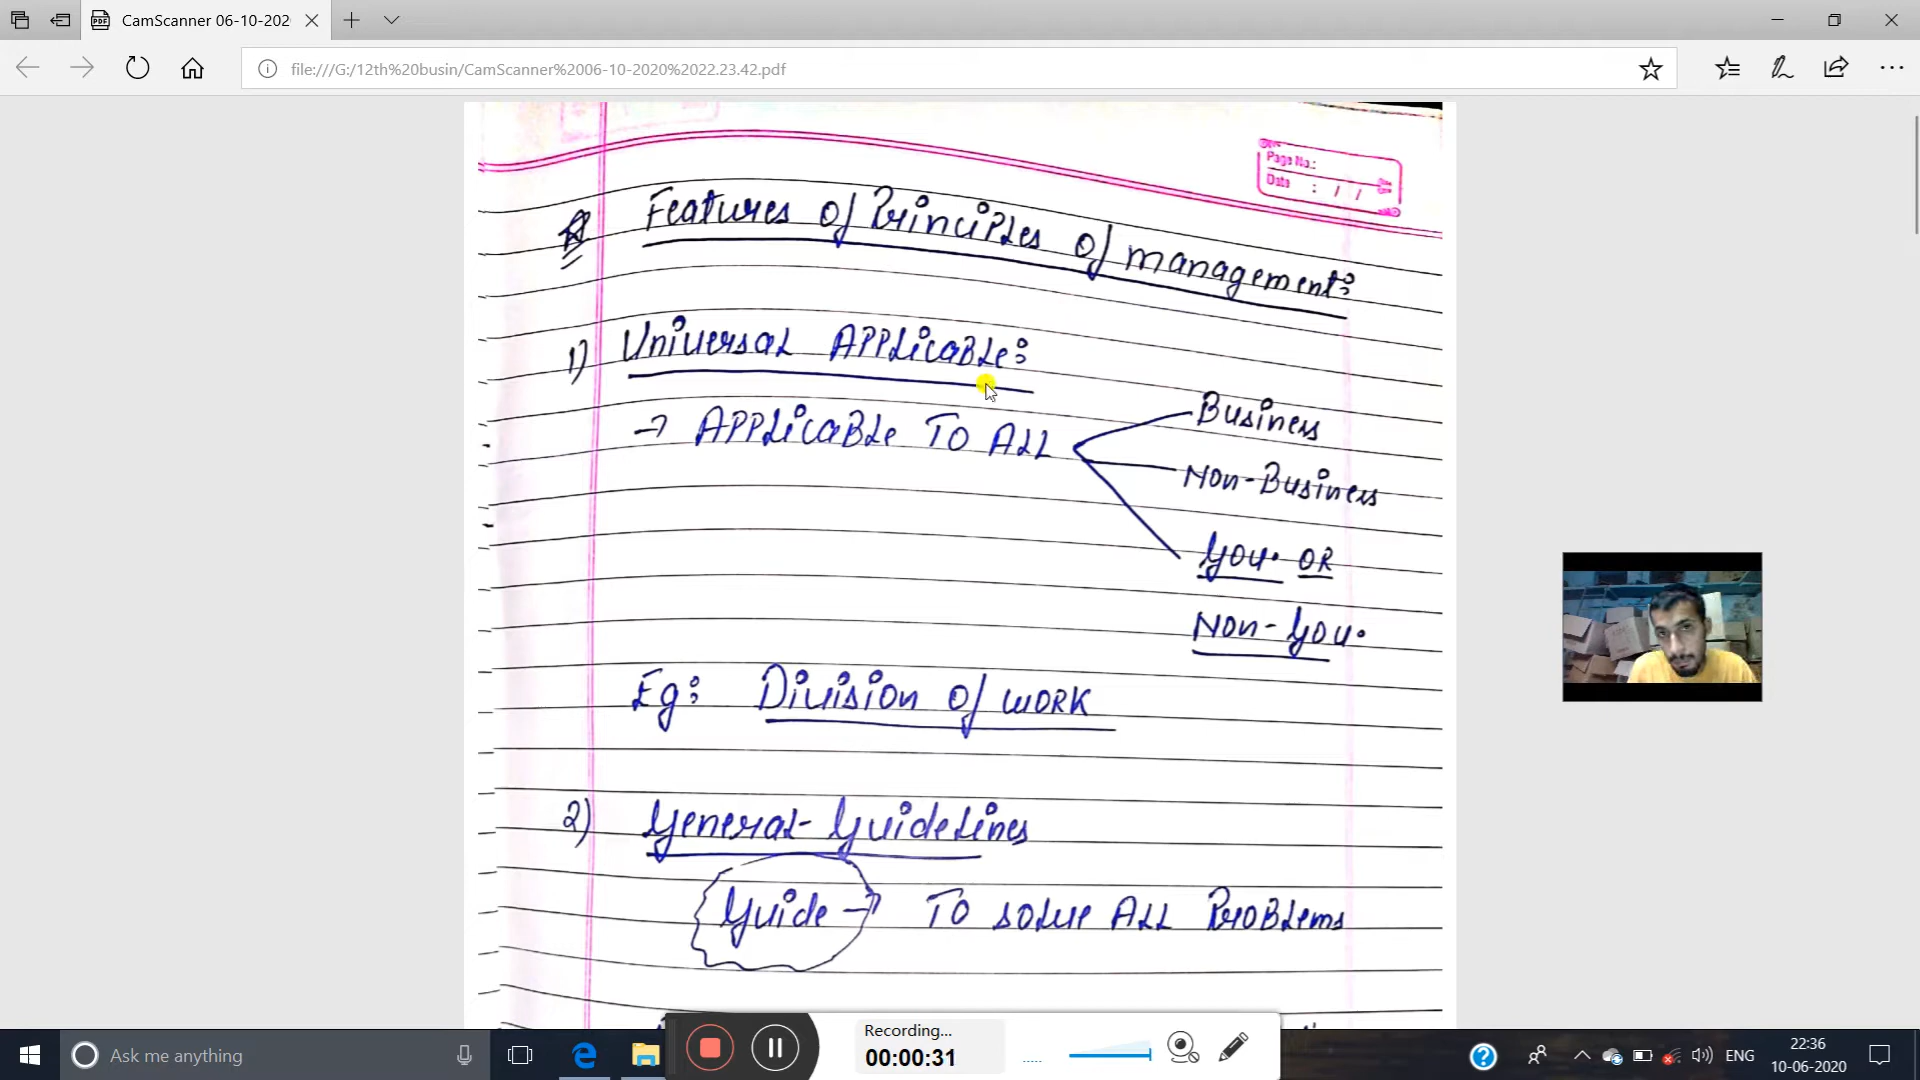 CamScanner 06-10-202
file:///G:/12th%20busin/CamScanner%2006-10-2020%2022.23.42.pdf
Page No.:
Date : / /
Features of Principles of management:
1) Universal Applicable:
→ Applicable To All
Business
Non-Business
Gov. OR
Non-Gov.
Eg: Division of work
2) General-Guidelines
Guide → To solve All Problems
Recording...
00:00:31
Ask me anything
ENG
22:36
10-06-2020